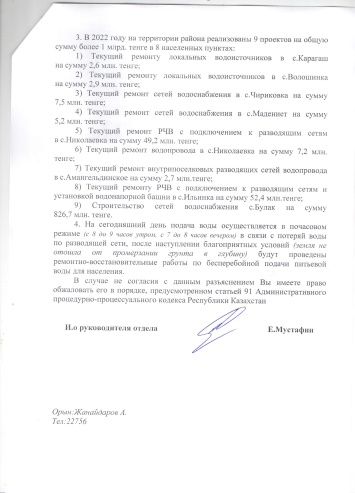 3. В 2022 году на территории района реализованы 9 проектов на общую
сумму более 1 млрд. тенге в 8 населенных пунктах:
1) Текущий ремонту локальных водоисточников в с.Карагаш
на сумму 2,6 млн. тенге;
2) Текущий ремонту локальных водоисточников в с.Волошинка
на сумму 2,9 млн. тенге;
3) Текущий ремонт сетей водоснабжения в с.Чириковка на сумму
7,5 млн. тенге;
4) Текущий ремонт сетей водоснабжения в с.Мадениет на сумму
5,2 млн. тенге;
5) Текущий ремонт РЧВ с подключением к разводящим сетям
в с.Николаевка на сумму 49,2 млн. тенге;
6) Текущий ремонт водопровода в с.Николаевка на сумму 7,2 млн.
тенге;
7) Текущий ремонт внутрипоселковых разводящих сетей водопровода
в с.Амангельдинское на сумму 2,7 млн.тенге;
8) Текущий ремонту РЧВ с подключением к разводящим сетям и
установкой водонапорной башни в с.Ильинка на сумму 52,4 млн.тенге;
9) Строительство сетей водоснабжения с.Булак на сумму
826,7 млн. тенге.
4. На сегодняшний день подача воды осуществляется в почасовом
режиме (с 8 до 9 часов утром, с 7 до 8 часов вечером) в связи с потерей воды
по разводящей сети, после наступлении благоприятных условий (земля не
отошла от промерзании грунта в глубину) будут проведены
ремонтно-восстановительные работы по бесперебойной подачи питьевой
воды для населения.
В случае не согласия с данным разъяснением Вы имеете право
обжаловать его в порядке, предусмотренном статьей 91 Административного
процедурно-процессуального кодекса Республики Казахстан
И.о руководителя отдела Е.Мустафин
Орын:Жанайдаров А.
Тел:22756